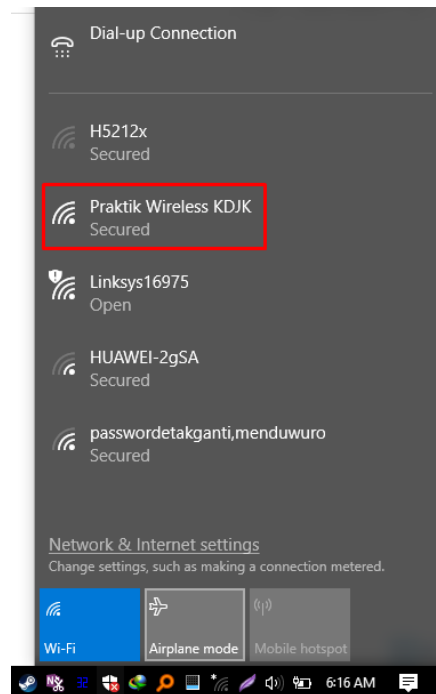 Dial-up Connection
H5212x
Secured
Praktik Wireless KDJK
Secured
Linksys16975
Open
HUAWEI-2gSA
Secured
passwordetakganti,menduwuro
Secured
Network & Internet settings
Change settings, such as making a connection metered.
Wi-Fi
Airplane mode
Mobile hotspot
6:16 AM